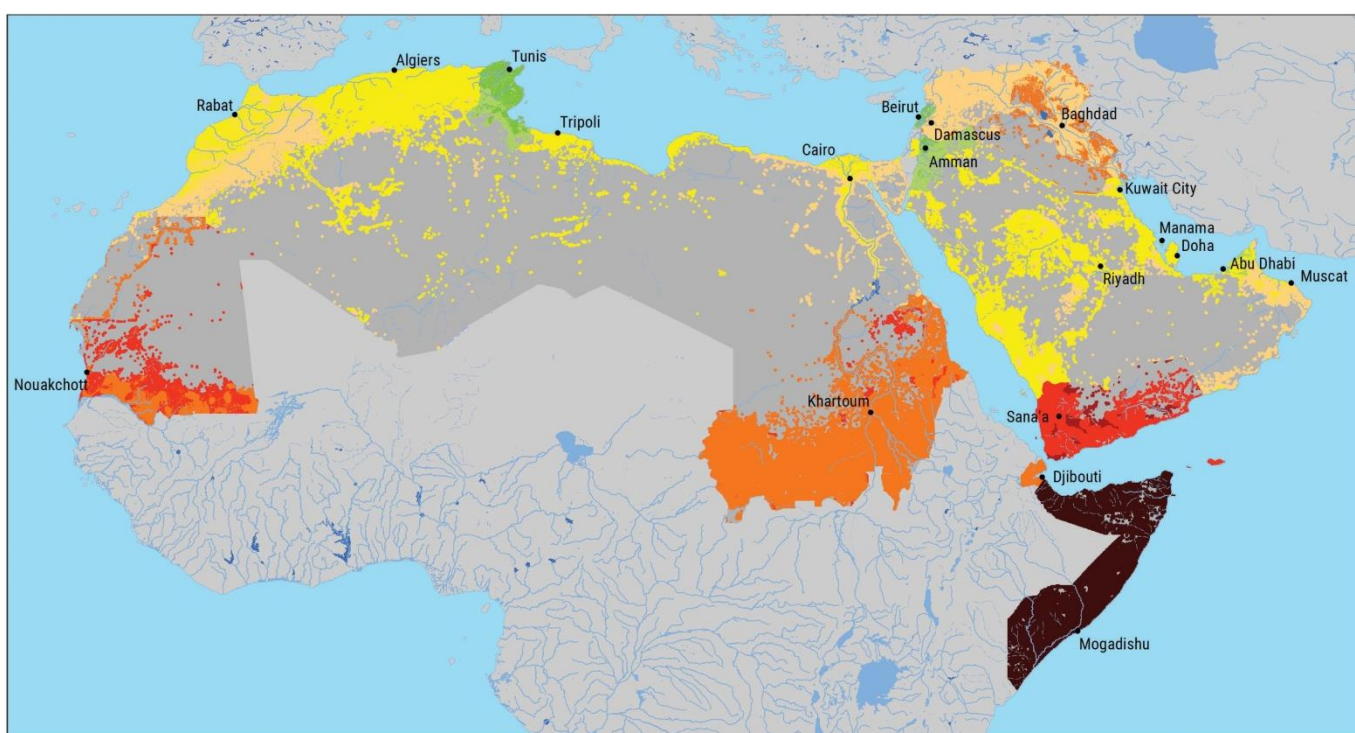 Algiers
Tunis
Rabat
Tripoli
Beirut
Damascus
Baghdad
Cairo
Amman
Kuwait City
Manama
Doha
Riyadh
Abu Dhabi
Muscat
Nouakchott
Khartoum
Sana'a
Djibouti
Mogadishu